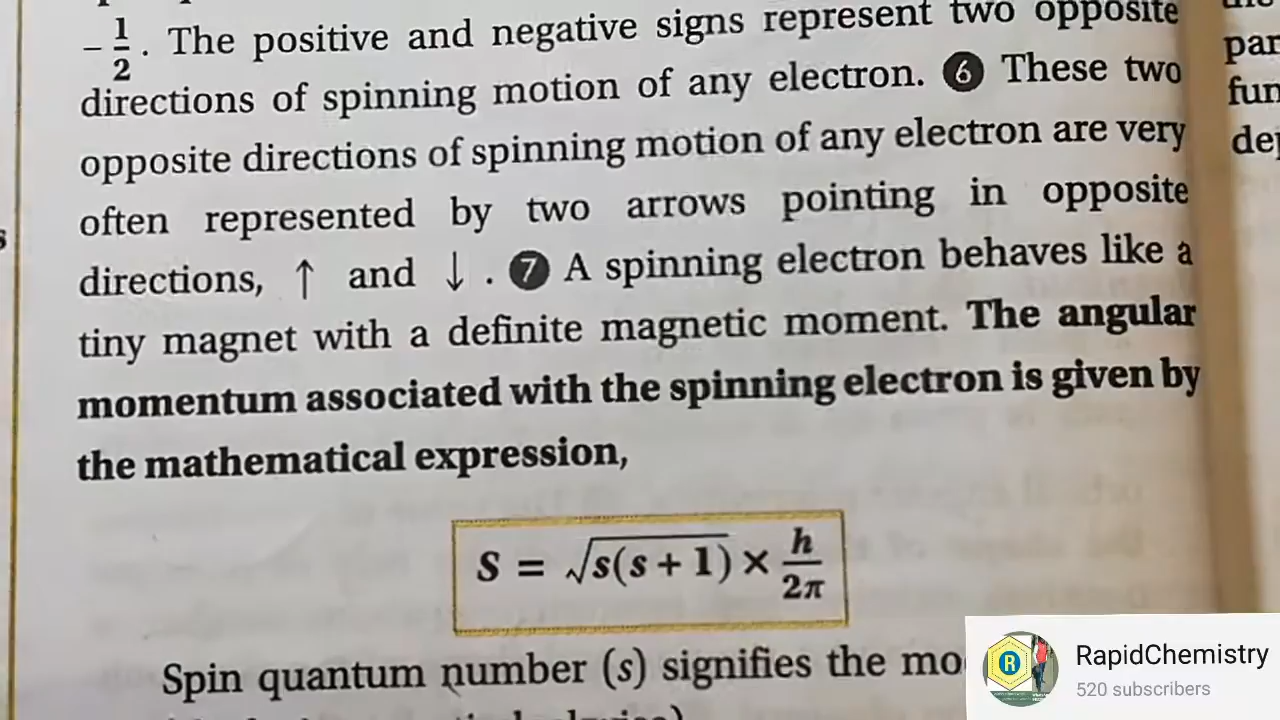 − 1/2 . The positive and negative signs represent two opposite
directions of spinning motion of any electron. 6 These two
opposite directions of spinning motion of any electron are very
often represented by two arrows pointing in opposite
directions, ↑ and ↓ . 7 A spinning electron behaves like a
tiny magnet with a definite magnetic moment. The angular
momentum associated with the spinning electron is given by
the mathematical expression,
S = √s(s + 1) × h/2π
Spin quantum number (s) signifies the
par
fun
RapidChemistry
520 subscribers